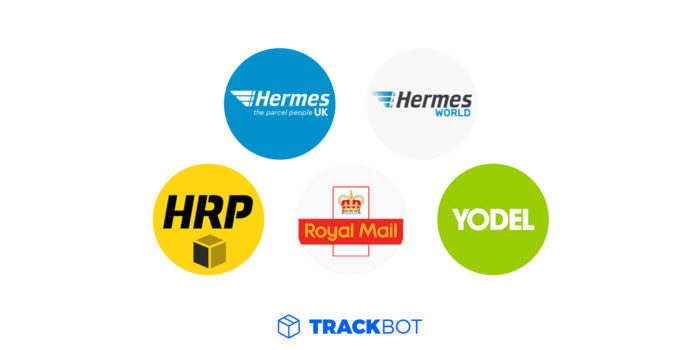 Hermes
the parcel people UK
Hermes
WORLD
HRP
Royal Mail
YODEL
TRACKBOT